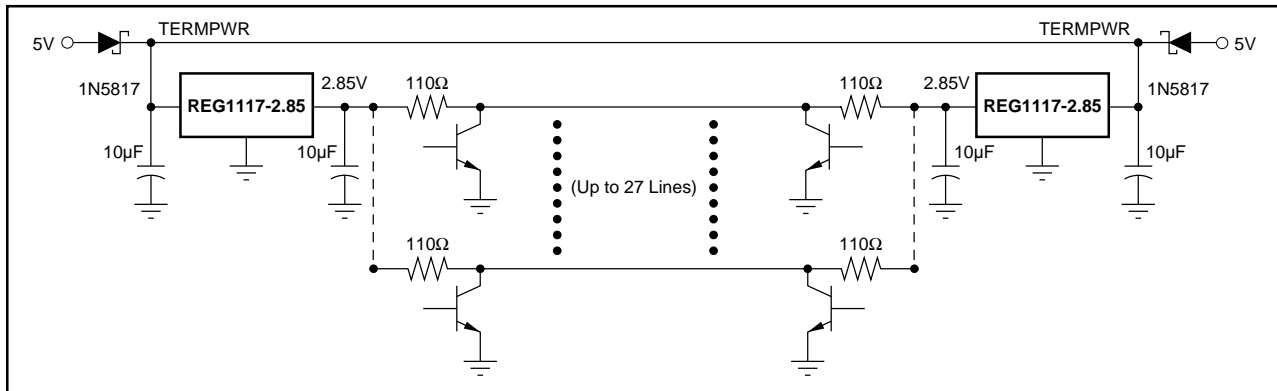 TERMPWR TERMPWR
5V 5V
1N5817 2.85V 110Ω 110Ω 2.85V 1N5817
REG1117-2.85 REG1117-2.85
10µF 10µF 10µF 10µF
(Up to 27 Lines)
110Ω 110Ω